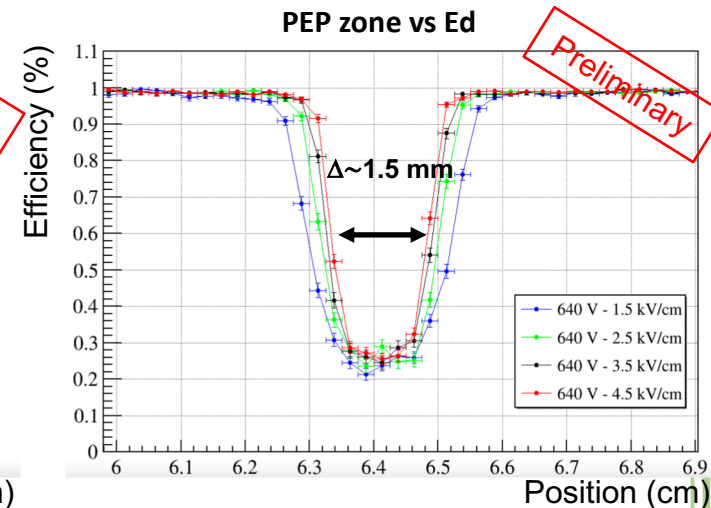 PEP zone vs Ed
Preliminary
Efficiency (%)
1.1
1
0.9
0.8
0.7
0.6
0.5
0.4
0.3
0.2
0.1
0
Δ~1.5 mm
640 V - 1.5 kV/cm
640 V - 2.5 kV/cm
640 V - 3.5 kV/cm
640 V - 4.5 kV/cm
6 6.1 6.2 6.3 6.4 6.5 6.6 6.7 6.8 6.9
Position (cm)